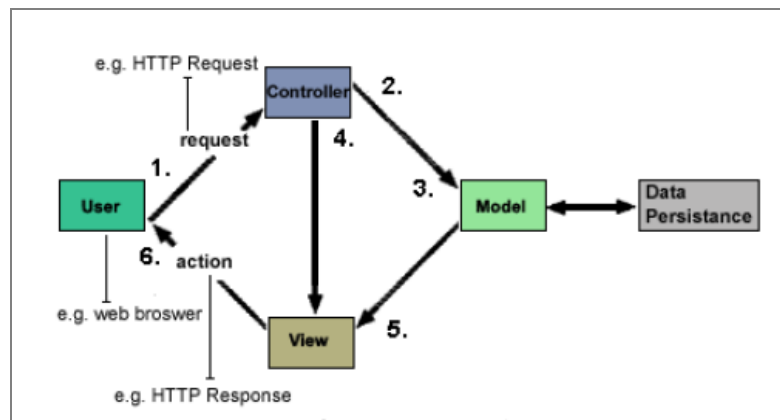 e.g. HTTP Request
Controller
2.
request
4.
1.
3.
User
Model
Data
Persistance
6.
action
e.g. web broswer
View
5.
e.g. HTTP Response